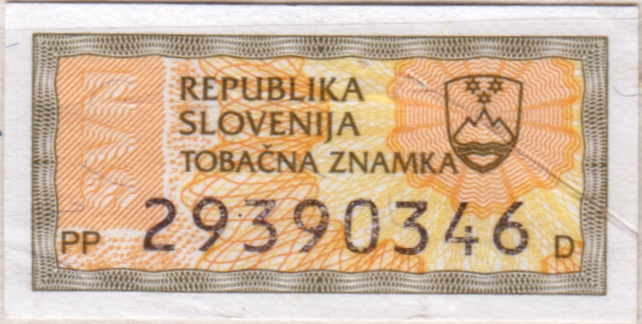 REPUBLIKA
SLOVENIJA
TOBAČNA ZNAMKA
PP 29390346 D